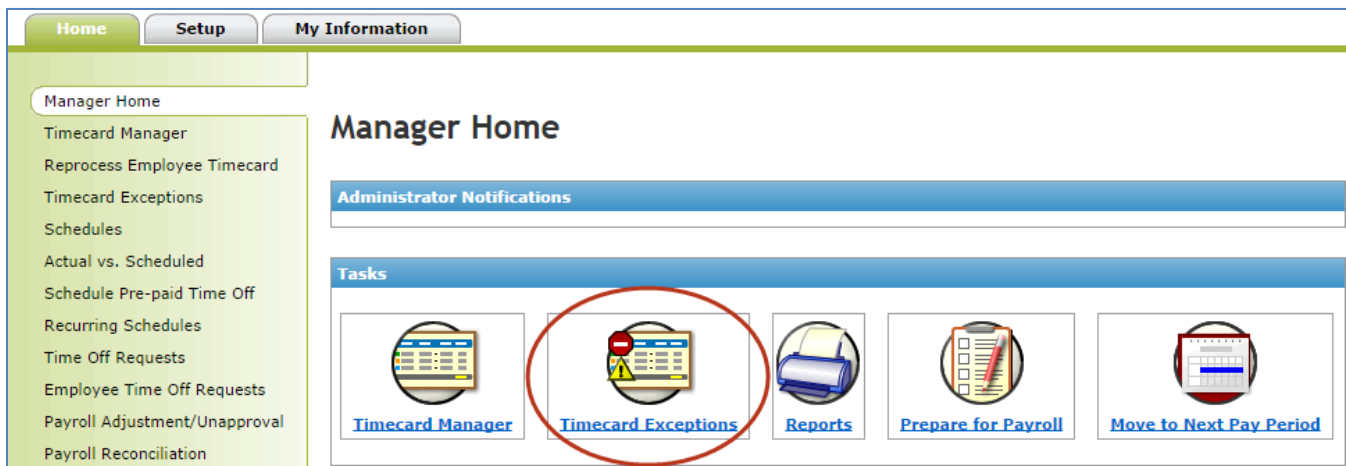 Home Setup My Information
Manager Home
Timecard Manager
Reprocess Employee Timecard
Timecard Exceptions
Schedules
Actual vs. Scheduled
Schedule Pre-paid Time Off
Recurring Schedules
Time Off Requests
Employee Time Off Requests
Payroll Adjustment/Unapproval
Payroll Reconciliation
Manager Home
Administrator Notifications
Tasks
Timecard Manager Timecard Exceptions Reports Prepare for Payroll Move to Next Pay Period